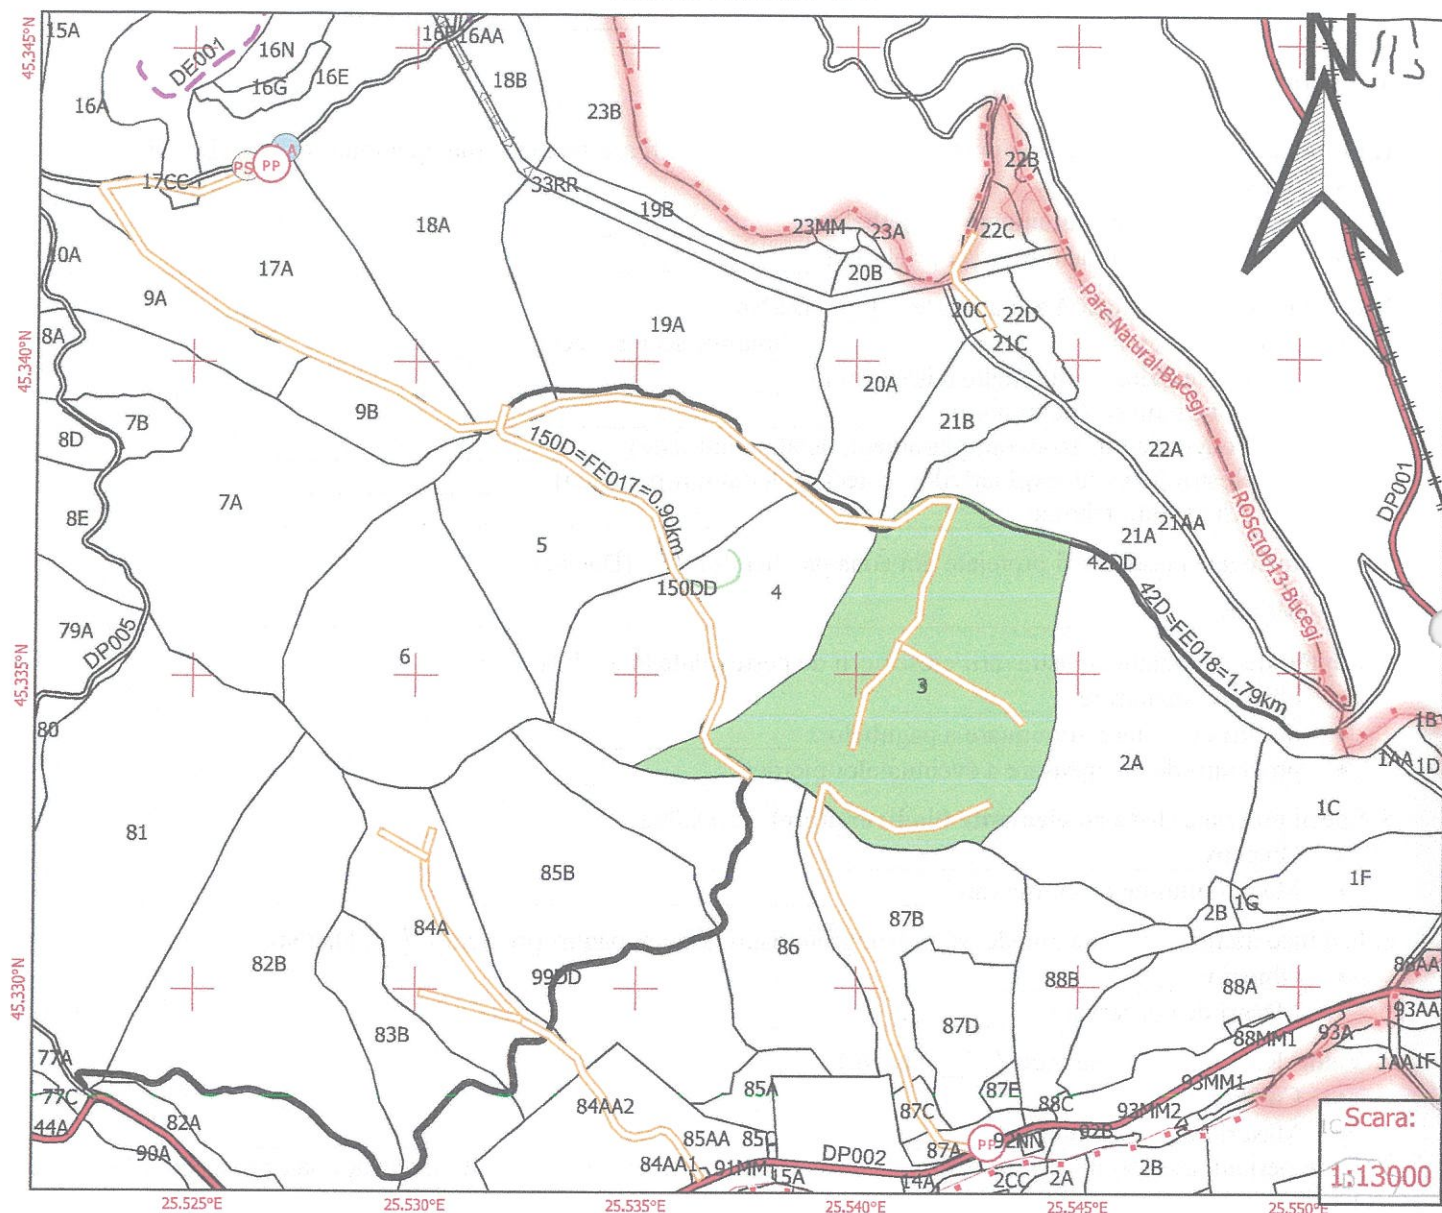 15A
16N
DE001
16G
16E
16A
16AA
18B
23B
N
113
45.345°N
A
PS
PP
17CC
33RR
19B
22B
18A
23MM
23A
22C
10A
17A
20B
9A
20C
22D
8A
19A
21C
Parc Natural Bucegi
45.340°N
20A
7B
9B
21B
8D
150D=FE017=0.90km
22A
DP001
7A
8E
ROSCI0013-Bucegi
21AA
21A
5
42DD
150DD
4
42D=FE018=1.79km
79A
DP005
6
3
45.335°N
80
1B
2A
1AA
1D
1C
81
85B
1F
1G
2B
84A
87B
86
82B
99DD
88B
88A
88AA
45.330°N
93AA
83B
87D
93A
88MM1
77A
1AA
1F
85A
87E
93MM1
77C
84AA2
87C
88C
93MM2
Scara:
1:13000
1C
44A
82A
85AA
85C
92NN
92B
90A
DP002
87A
PP
84AA1
91MM1
15A
14A
2CC
2A
2B
25.525°E
25.530°E
25.535°E
25.540°E
25.545°E
25.550°E